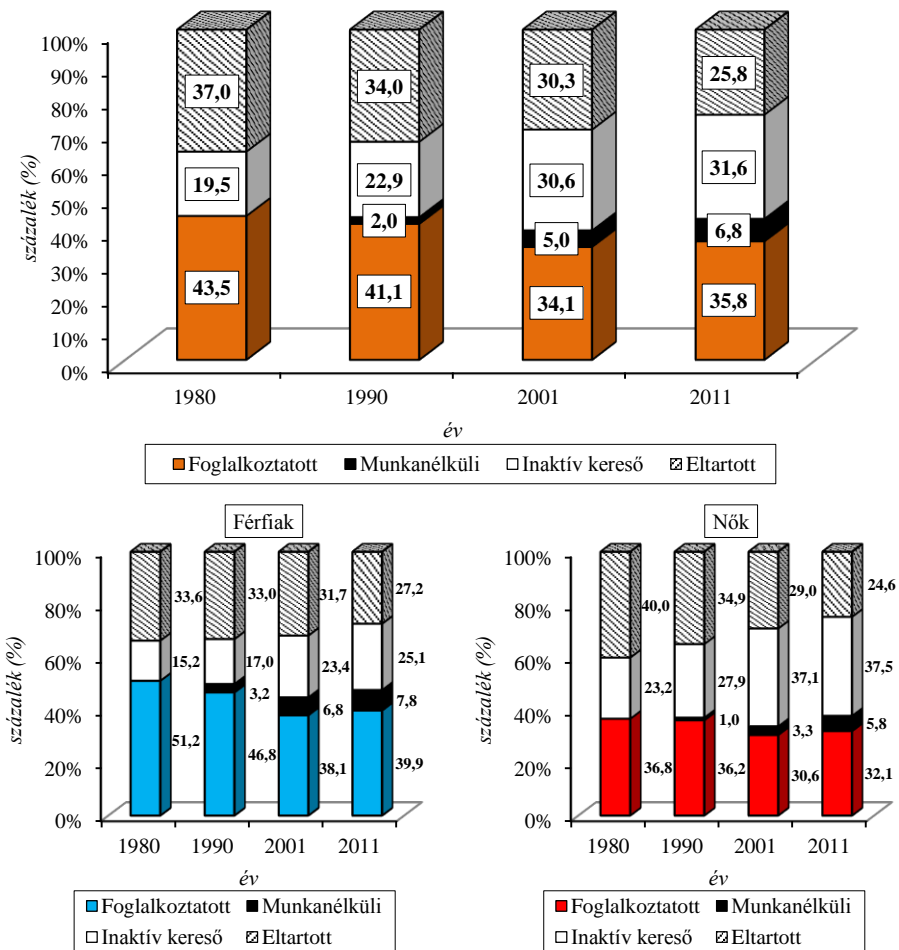 100%
90%
80%
70%
60%
50%
40%
30%
20%
10%
0%
százalék (%)
37,0 34,0 30,3 25,8
19,5 22,9 30,6 31,6
2,0 5,0 6,8
43,5 41,1 34,1 35,8
1980 1990 2001 2011
év
Foglalkoztatott Munkanélküli Inaktív kereső Eltartott
Férfiak
100%
80%
60%
40%
20%
0%
százalék (%)
33,6 33,0 31,7 27,2
15,2 17,0 23,4 25,1
3,2 6,8 7,8
51,2 46,8 38,1 39,9
1980 1990 2001 2011
év
Foglalkoztatott Munkanélküli
Inaktív kereső Eltartott
Nők
100%
80%
60%
40%
20%
0%
százalék (%)
40,0 34,9 29,0 24,6
23,2 27,9 37,1 37,5
1,0 3,3 5,8
36,8 36,2 30,6 32,1
1980 1990 2001 2011
év
Foglalkoztatott Munkanélküli
Inaktív kereső Eltartott